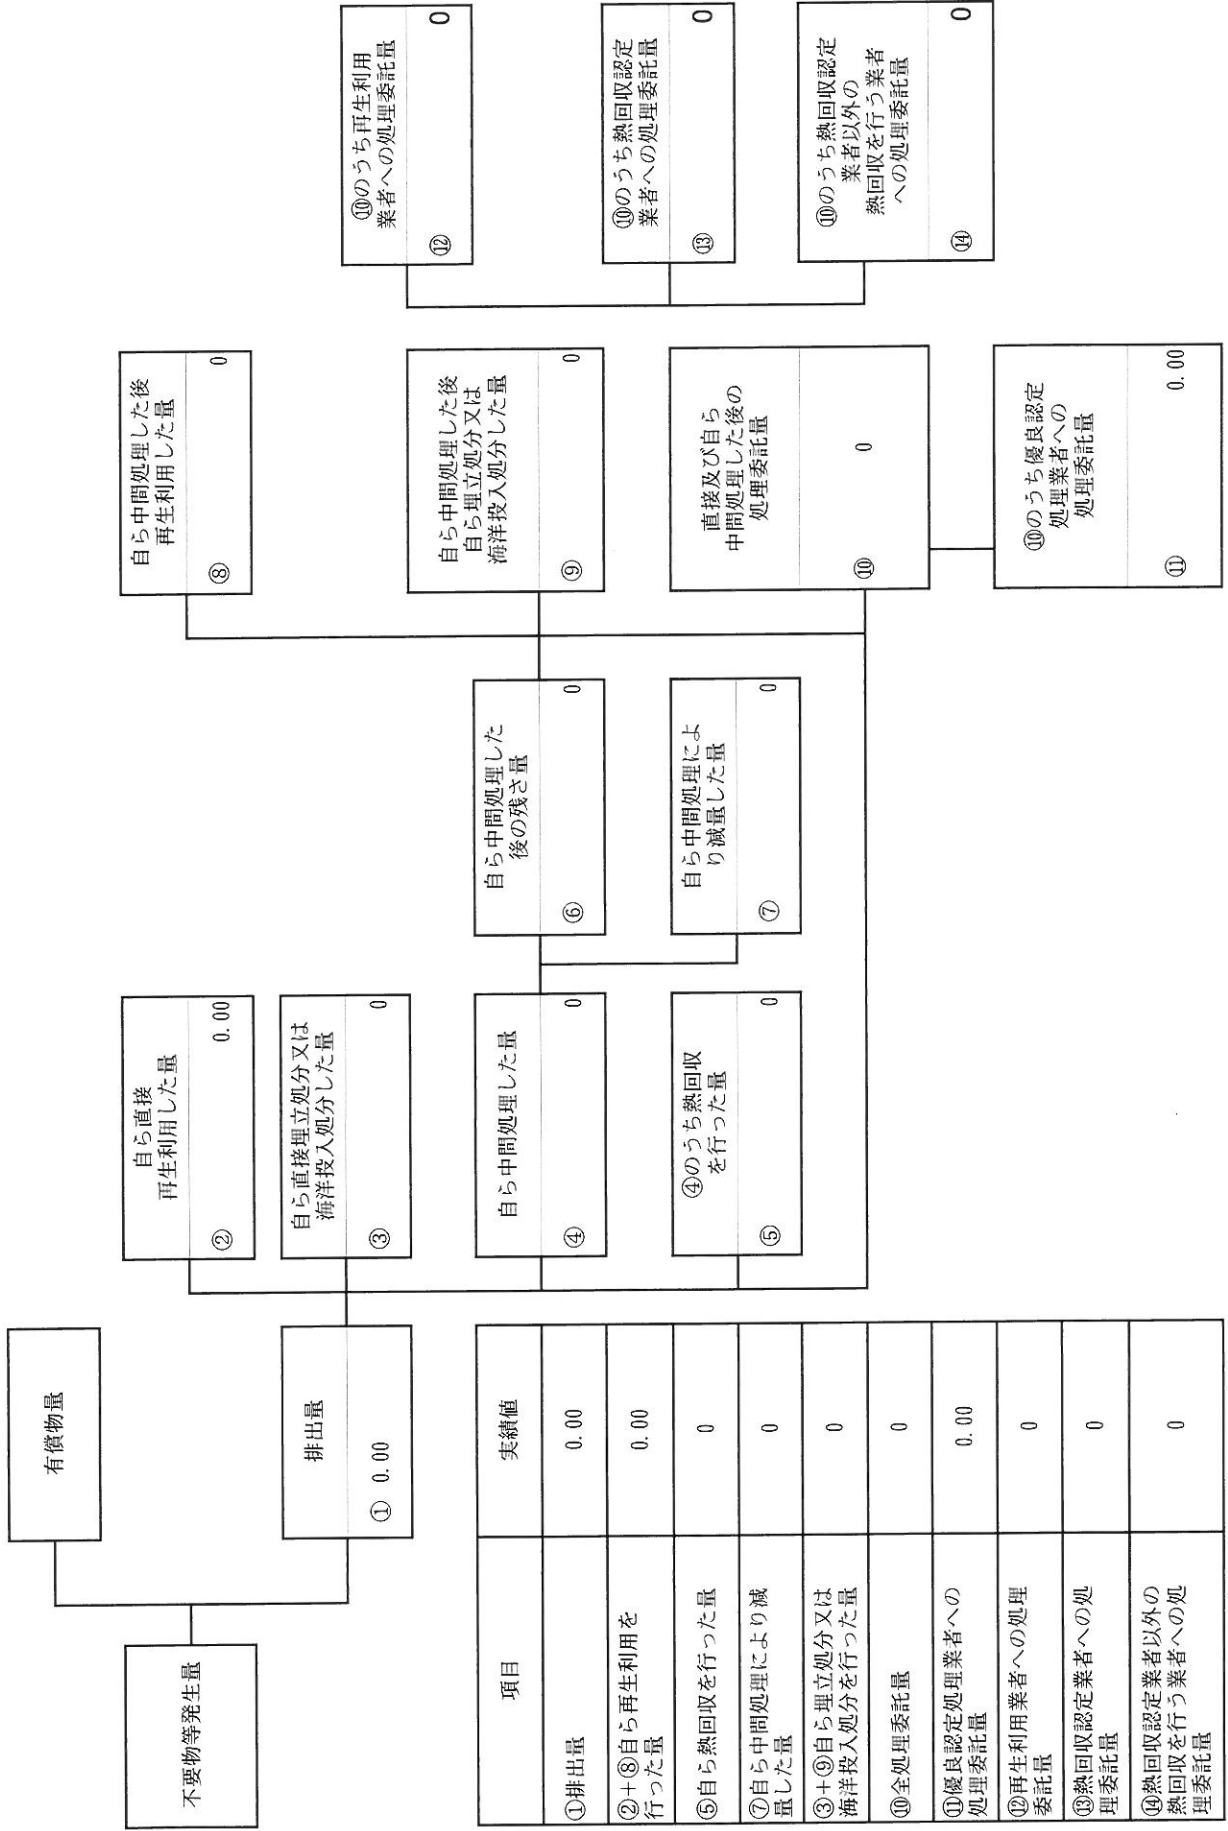 不要物等発生量
有償物量
排出量
① 0.00
自ら直接
再生利用した量
② 0.00
自ら直接埋立処分又は
海洋投入処分した量
③ 0
自ら中間処理した量
④ 0
④のうち熱回収
を行った量
⑤ 0
自ら中間処理した
後の残さ量
⑥ 0
自ら中間処理によ
り減量した量
⑦ 0
自ら中間処理した後
再生利用した量
⑧ 0
自ら中間処理した後
自ら埋立処分又は
海洋投入処分した量
⑨ 0
直接及び自ら
中間処理した後の
処理委託量
⑩ 0
⑩のうち優良認定
処理業者への
処理委託量
⑪ 0.00
⑩のうち再生利用
業者への処理委託量
⑫ 0
⑩のうち熱回収認定
業者への処理委託量
⑬ 0
⑩のうち熱回収認定
業者以外の
熱回収を行う業者
への処理委託量
⑭ 0
項目 実績値
①排出量 0.00
②+⑧自ら再生利用を
行った量 0.00
⑤自ら熱回収を行った量 0
⑦自ら中間処理により減
量した量 0
③+⑨自ら埋立処分又は
海洋投入処分を行った量 0
⑩全処理委託量 0
⑪優良認定処理業者への
処理委託量 0.00
⑫再生利用業者への処理
委託量 0
⑬熱回収認定業者への処
理委託量 0
⑭熱回収認定業者以外の
熱回収を行う業者への処
理委託量 0